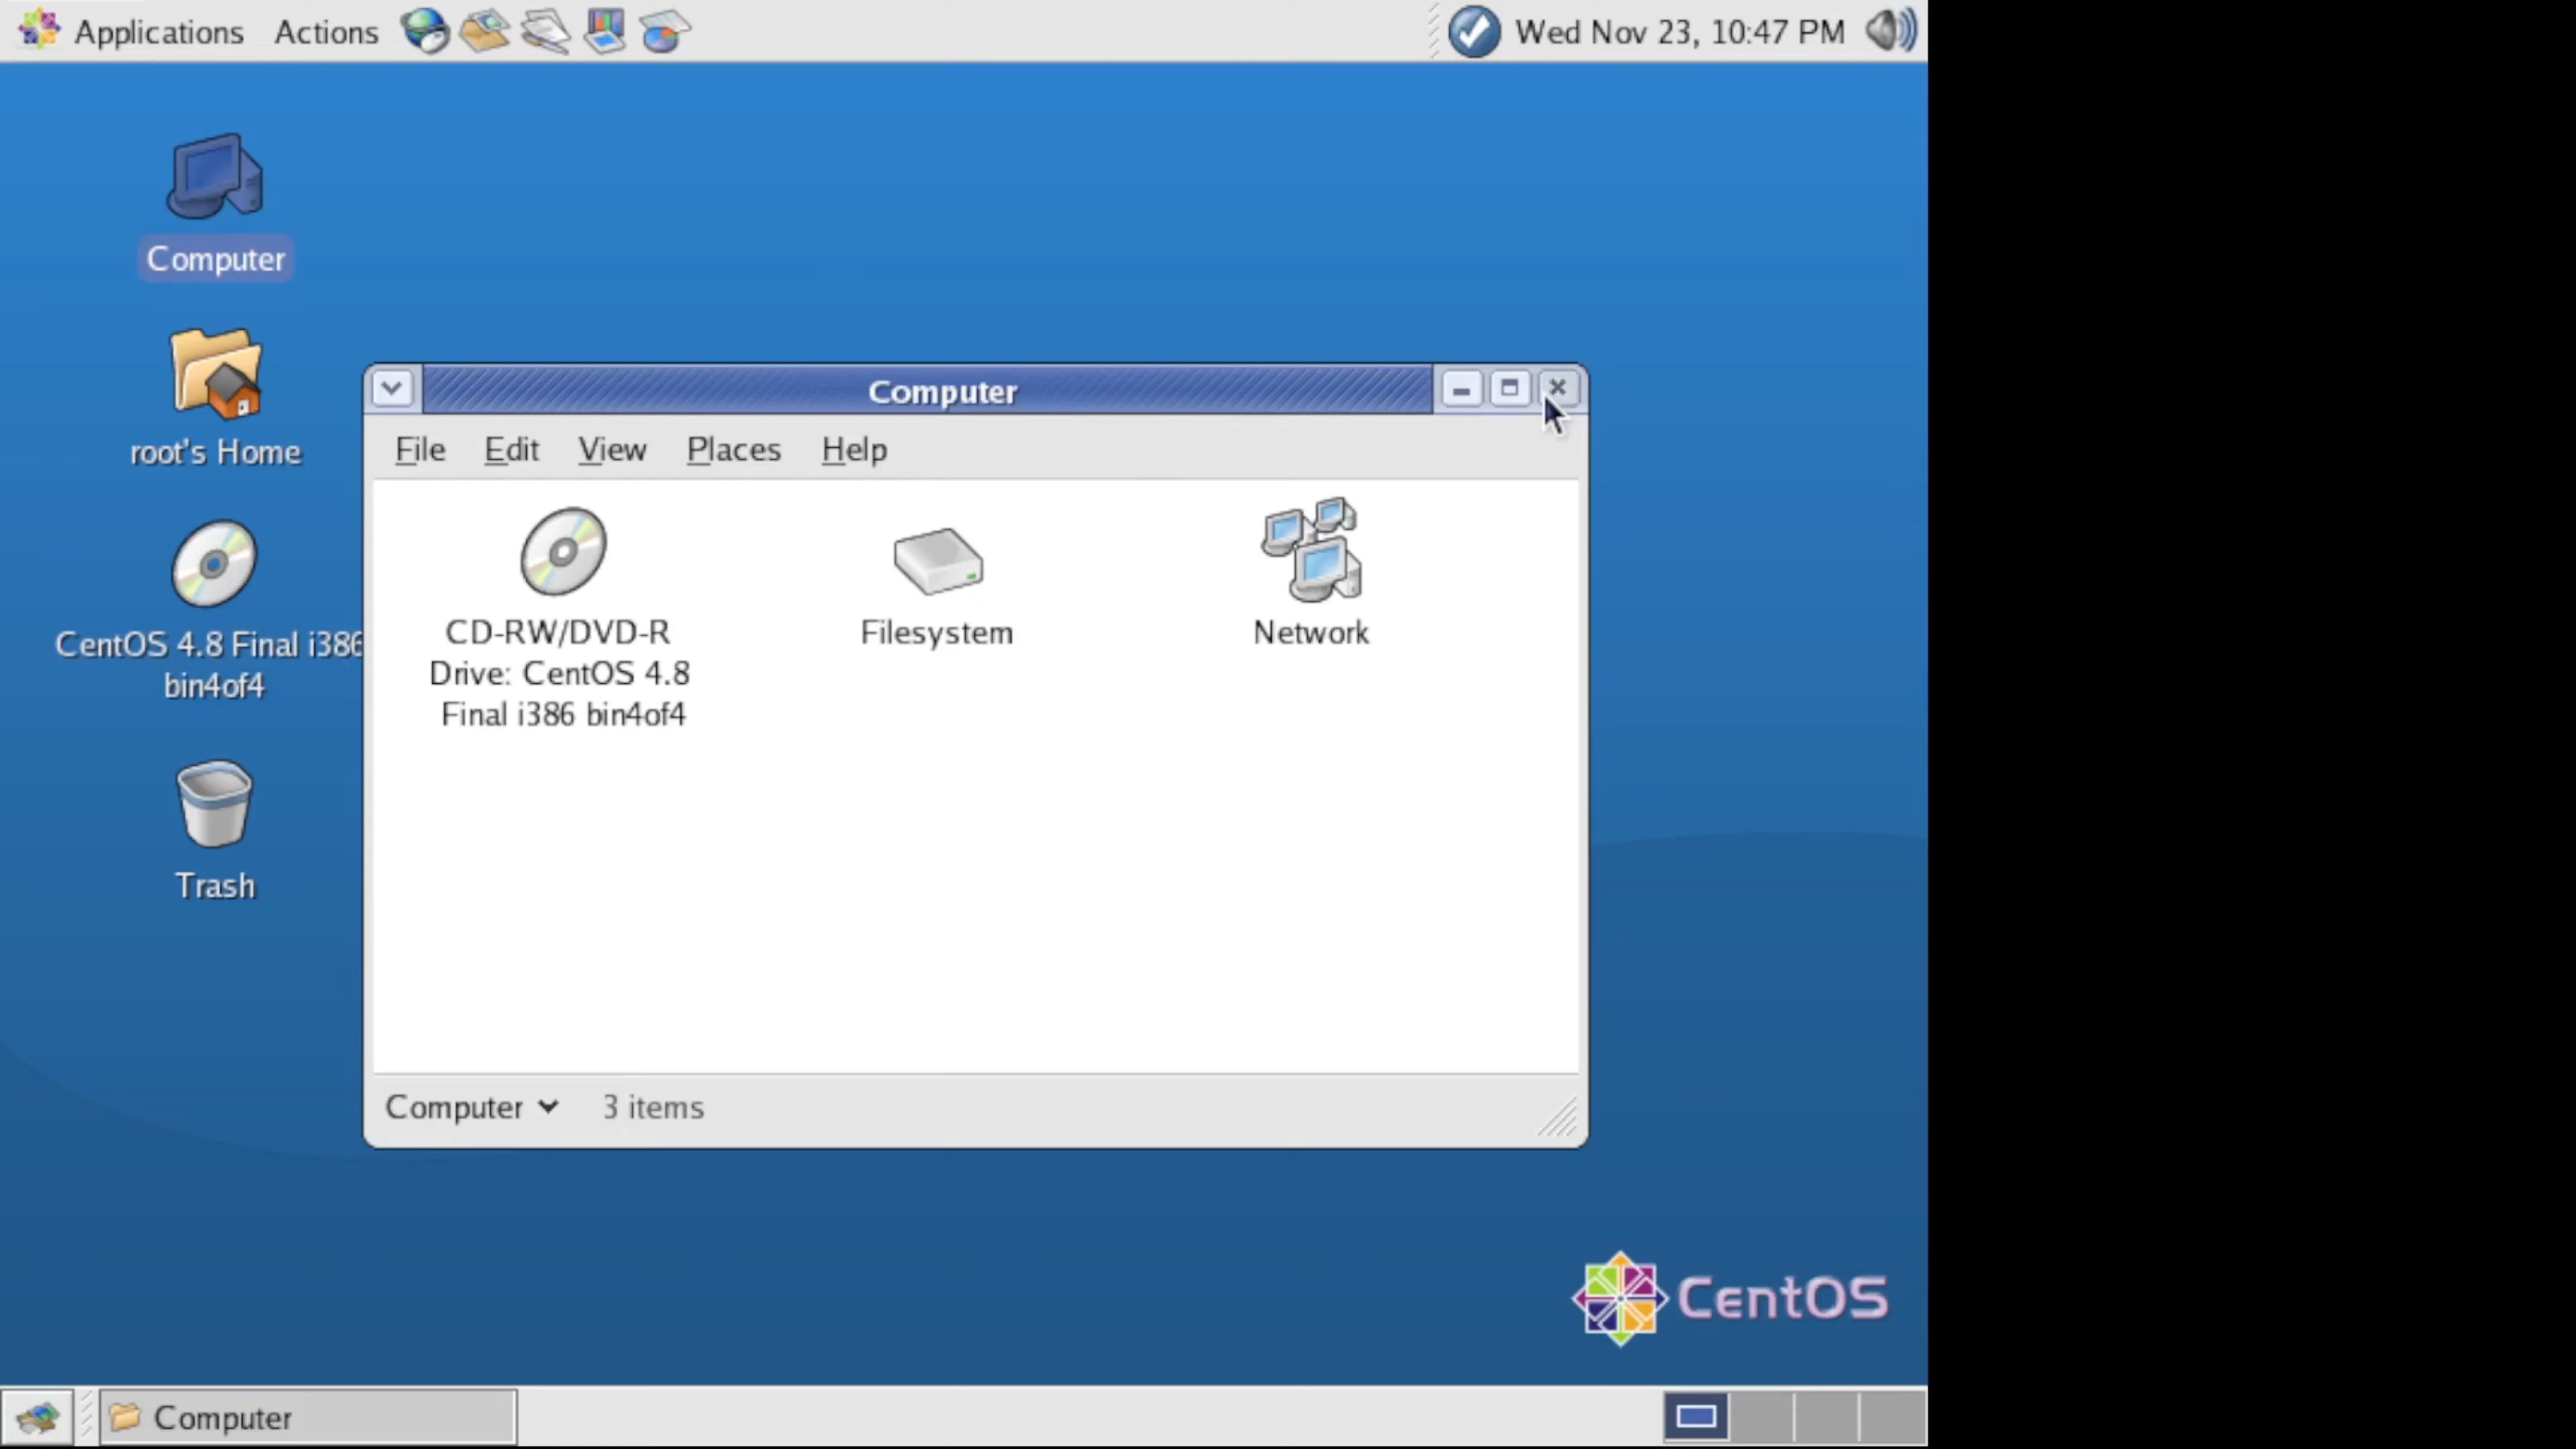 Applications Actions Wed Nov 23, 10:47 PM
Computer
root's Home
CentOS 4.8 Final i386
bin4of4
Trash
Computer
File Edit View Places Help
CD-RW/DVD-R
Drive: CentOS 4.8
Final i386 bin4of4
Filesystem
Network
Computer 3 items
CentOS
Computer